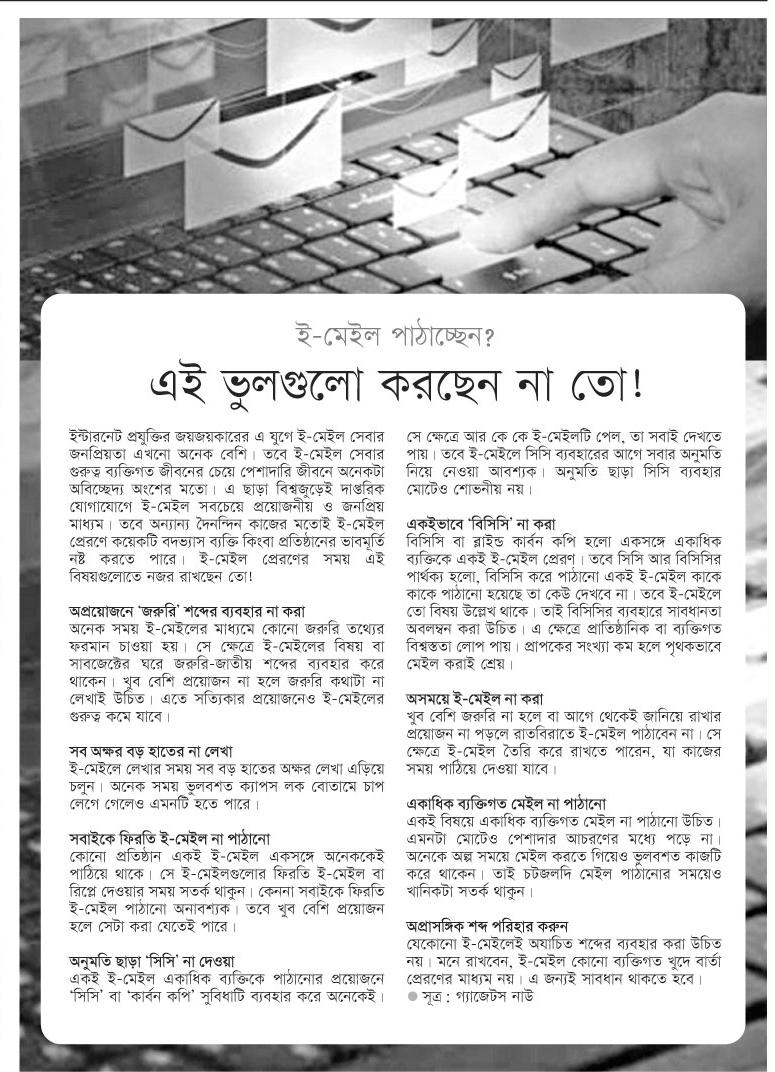 ই-মেইল পাঠাচ্ছেন?
এই ভুলগুলো করছেন না তো!
ইন্টারনেট প্রযুক্তির জয়জয়কারের এ যুগে ই-মেইল সেবার
জনপ্রিয়তা এখনো অনেক বেশি। তবে ই-মেইল সেবার
গুরুত্ব ব্যক্তিগত জীবনের চেয়ে পেশাদারি জীবনে অনেকটা
অবিচ্ছেদ্য অংশের মতো। এ ছাড়া বিশ্বজুড়েই দাপ্তরিক
যোগাযোগে ই-মেইল সবচেয়ে প্রয়োজনীয় ও জনপ্রিয়
মাধ্যম। তবে অন্যান্য দৈনন্দিন কাজের মতোই ই-মেইল
প্রেরণে কয়েকটি বদভ্যাস ব্যক্তি কিংবা প্রতিষ্ঠানের ভাবমূর্তি
নষ্ট করতে পারে। ই-মেইল প্রেরণের সময় এই
বিষয়গুলোতে নজর রাখছেন তো!
অপ্রয়োজনে ‘জরুরি’ শব্দের ব্যবহার না করা
অনেক সময় ই-মেইলের মাধ্যমে কোনো জরুরি তথ্যের
ফরমান চাওয়া হয়। সে ক্ষেত্রে ই-মেইলের বিষয় বা
সাবজেক্টের ঘরে জরুরি-জাতীয় শব্দের ব্যবহার করে
থাকেন। খুব বেশি প্রয়োজন না হলে জরুরি কথাটা না
লেখাই উচিত। এতে সত্যিকার প্রয়োজনেও ই-মেইলের
গুরুত্ব কমে যাবে।
সব অক্ষর বড় হাতের না লেখা
ই-মেইলে লেখার সময় সব বড় হাতের অক্ষর লেখা এড়িয়ে
চলুন। অনেক সময় ভুলবশত ক্যাপস লক বোতামে চাপ
লেগে গেলেও এমনটি হতে পারে।
সবাইকে ফিরতি ই-মেইল না পাঠানো
কোনো প্রতিষ্ঠান একই ই-মেইল একসঙ্গে অনেককেই
পাঠিয়ে থাকে। সে ই-মেইলগুলোর ফিরতি ই-মেইল বা
রিপ্লে দেওয়ার সময় সতর্ক থাকুন। কেননা সবাইকে ফিরতি
ই-মেইল পাঠানো অনাবশ্যক। তবে খুব বেশি প্রয়োজন
হলে সেটা করা যেতেই পারে।
অনুমতি ছাড়া ‘সিসি’ না দেওয়া
একই ই-মেইল একাধিক ব্যক্তিকে পাঠানোর প্রয়োজনে
‘সিসি’ বা ‘কার্বন কপি’ সুবিধাটি ব্যবহার করে অনেকেই।
সে ক্ষেত্রে আর কে কে ই-মেইলটি পেল, তা সবাই দেখতে
পায়। তবে ই-মেইলে সিসি ব্যবহারের আগে সবার অনুমতি
নিয়ে নেওয়া আবশ্যক। অনুমতি ছাড়া সিসি ব্যবহার
মোটেও শোভনীয় নয়।
একইভাবে ‘বিসিসি’ না করা
বিসিসি বা ব্লাইন্ড কার্বন কপি হলো একসঙ্গে একাধিক
ব্যক্তিকে একই ই-মেইল প্রেরণ। তবে সিসি আর বিসিসির
পার্থক্য হলো, বিসিসি করে পাঠানো একই ই-মেইল কাকে
কাকে পাঠানো হয়েছে তা কেউ দেখবে না। তবে ই-মেইলে
তো বিষয় উল্লেখ থাকে। তাই বিসিসির ব্যবহারে সাবধানতা
অবলম্বন করা উচিত। এ ক্ষেত্রে প্রাতিষ্ঠানিক বা ব্যক্তিগত
বিশ্বস্ততা লোপ পায়। প্রাপকের সংখ্যা কম হলে পৃথকভাবে
মেইল করাই শ্রেয়।
অসময়ে ই-মেইল না করা
খুব বেশি জরুরি না হলে বা আগে থেকেই জানিয়ে রাখার
প্রয়োজন না পড়লে রাতবিরাতে ই-মেইল পাঠাবেন না। সে
ক্ষেত্রে ই-মেইল তৈরি করে রাখতে পারেন, যা কাজের
সময় পাঠিয়ে দেওয়া যাবে।
একাধিক ব্যক্তিগত মেইল না পাঠানো
একই বিষয়ে একাধিক ব্যক্তিগত মেইল না পাঠানো উচিত।
এমনটা মোটেও পেশাদার আচরণের মধ্যে পড়ে না।
অনেকে অল্প সময়ে মেইল করতে গিয়েও ভুলবশত কাজটি
করে থাকেন। তাই চটজলদি মেইল পাঠানোর সময়েও
খানিকটা সতর্ক থাকুন।
অপ্রাসঙ্গিক শব্দ পরিহার করুন
যেকোনো ই-মেইলেই অযাচিত শব্দের ব্যবহার করা উচিত
নয়। মনে রাখবেন, ই-মেইল কোনো ব্যক্তিগত খুদে বার্তা
প্রেরণের মাধ্যম নয়। এ জন্যই সাবধান থাকতে হবে।
● সূত্র : গ্যাজেটস নাউ